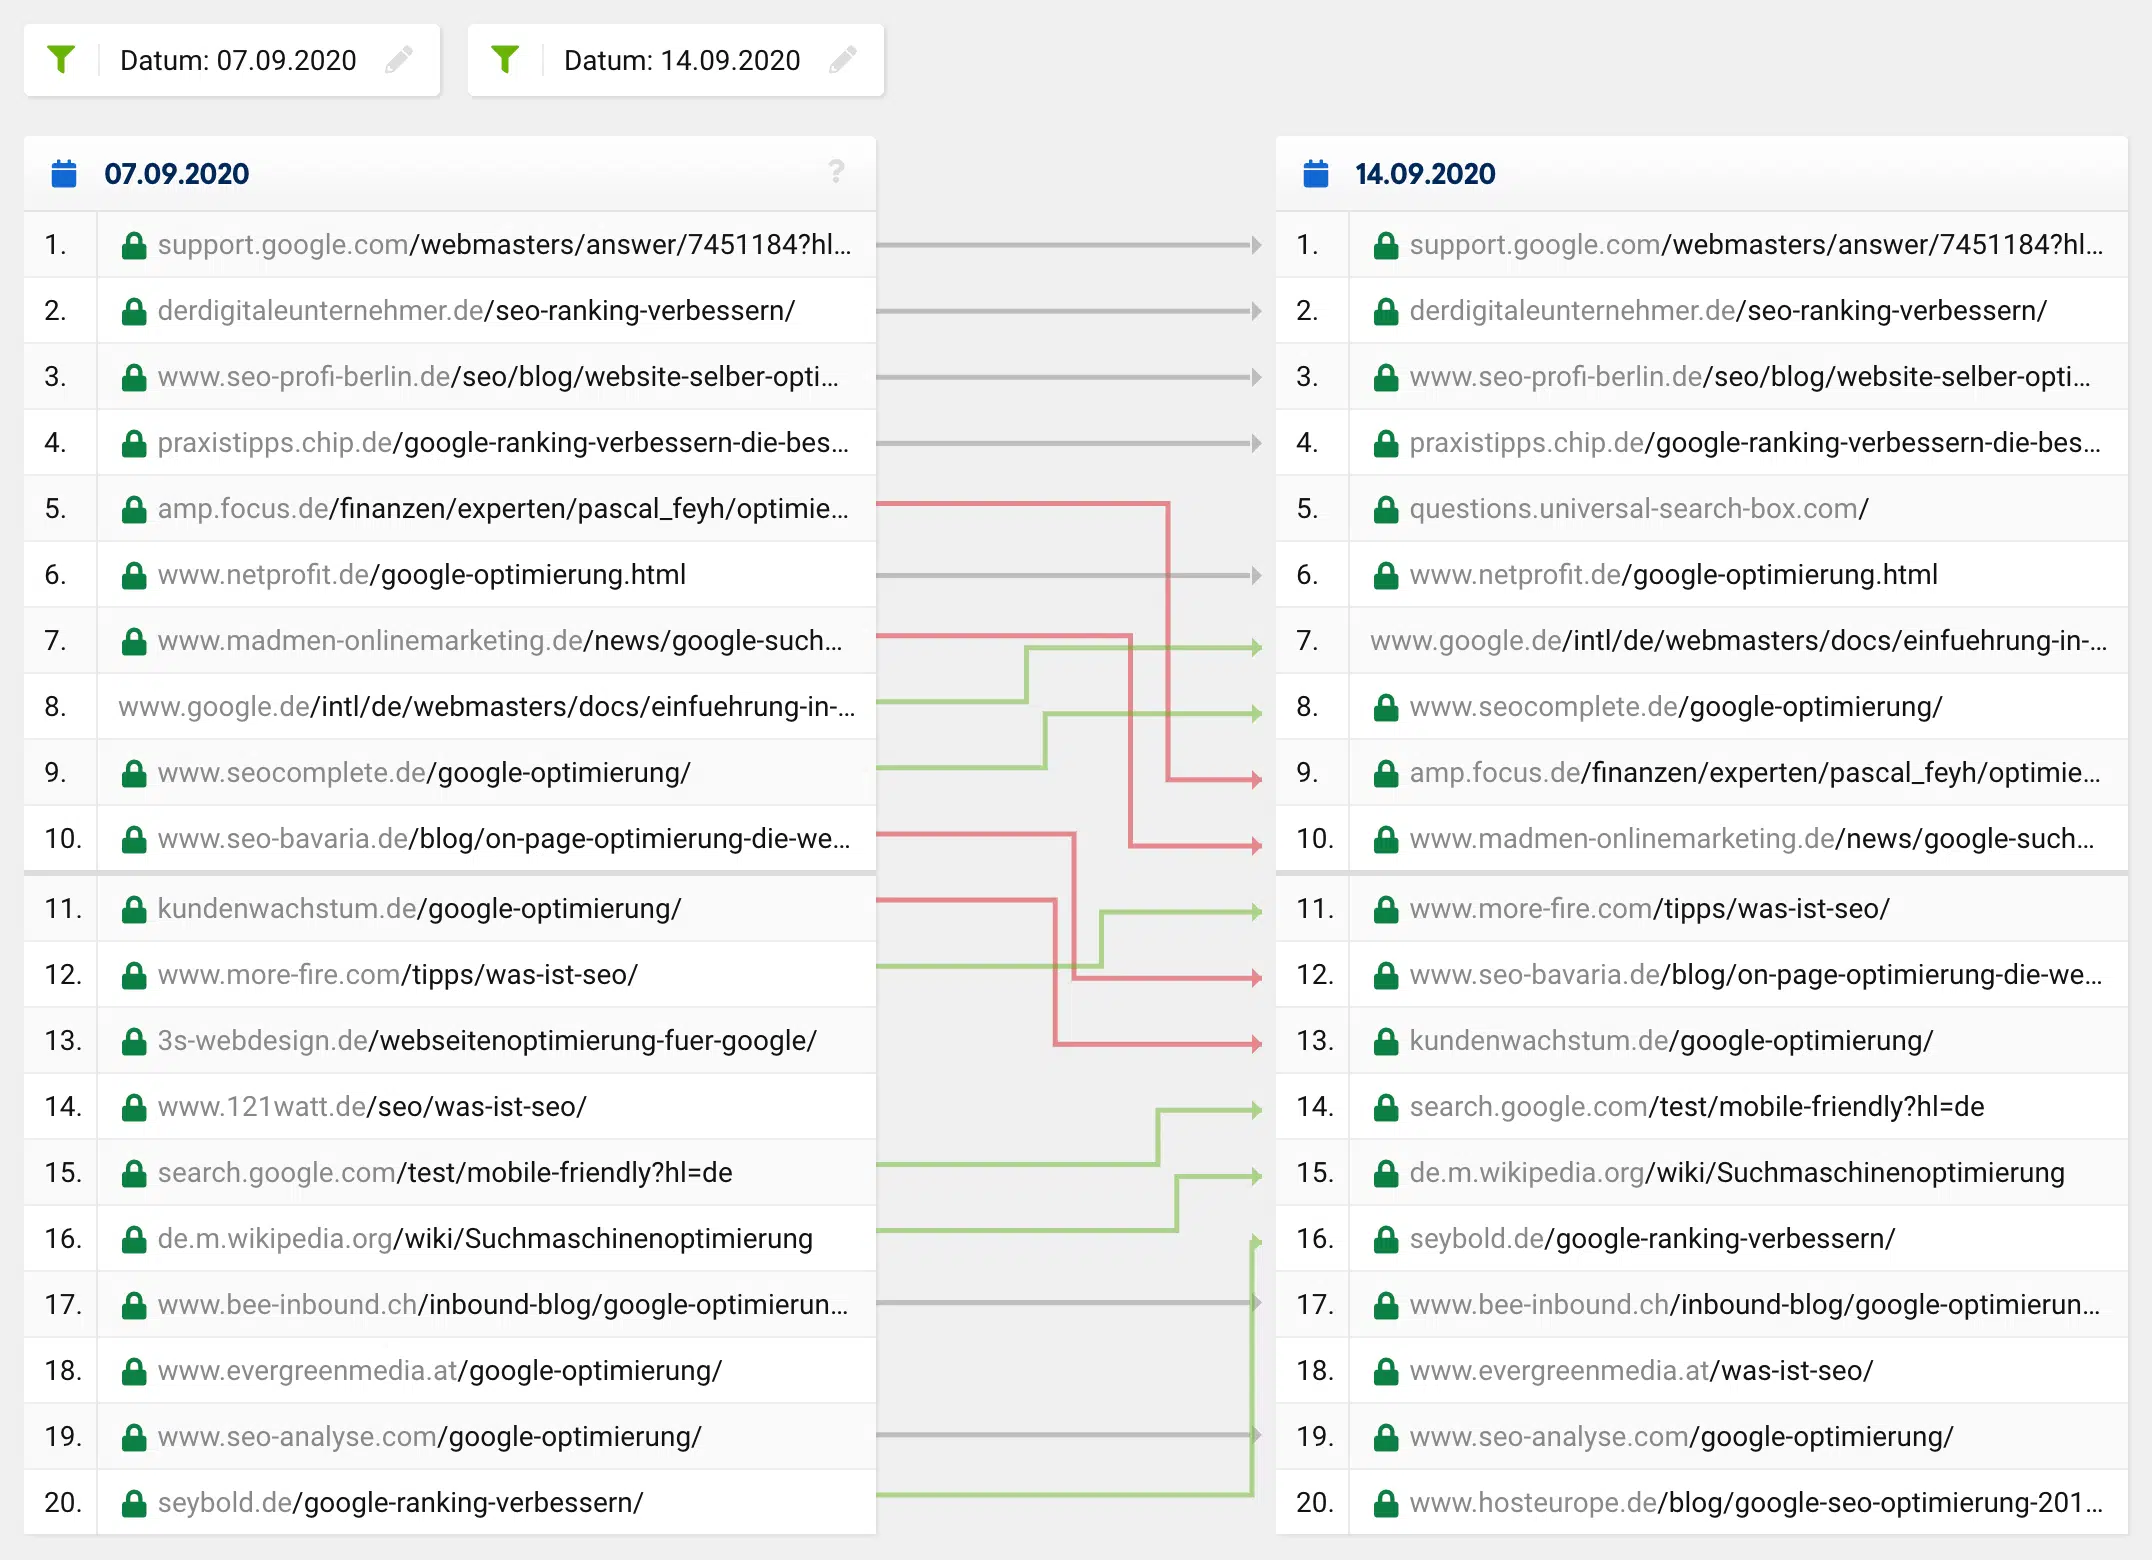 Datum: 07.09.2020
Datum: 14.09.2020
07.09.2020 ?
1. support.google.com/webmasters/answer/7451184?hl...
2. derdigitaleunternehmer.de/seo-ranking-verbessern/
3. www.seo-profi-berlin.de/seo/blog/website-selber-opti...
4. praxistipps.chip.de/google-ranking-verbessern-die-bes...
5. amp.focus.de/finanzen/experten/pascal_feyh/optimie...
6. www.netprofit.de/google-optimierung.html
7. www.madmen-onlinemarketing.de/news/google-such...
8. www.google.de/intl/de/webmasters/docs/einfuehrung-in-...
9. www.seocomplete.de/google-optimierung/
10. www.seo-bavaria.de/blog/on-page-optimierung-die-we...
11. kundenwachstum.de/google-optimierung/
12. www.more-fire.com/tipps/was-ist-seo/
13. 3s-webdesign.de/webseitenoptimierung-fuer-google/
14. www.121watt.de/seo/was-ist-seo/
15. search.google.com/test/mobile-friendly?hl=de
16. de.m.wikipedia.org/wiki/Suchmaschinenoptimierung
17. www.bee-inbound.ch/inbound-blog/google-optimierun...
18. www.evergreenmedia.at/google-optimierung/
19. www.seo-analyse.com/google-optimierung/
20. seybold.de/google-ranking-verbessern/
14.09.2020
1. support.google.com/webmasters/answer/7451184?hl...
2. derdigitaleunternehmer.de/seo-ranking-verbessern/
3. www.seo-profi-berlin.de/seo/blog/website-selber-opti...
4. praxistipps.chip.de/google-ranking-verbessern-die-bes...
5. questions.universal-search-box.com/
6. www.netprofit.de/google-optimierung.html
7. www.google.de/intl/de/webmasters/docs/einfuehrung-in-...
8. www.seocomplete.de/google-optimierung/
9. amp.focus.de/finanzen/experten/pascal_feyh/optimie...
10. www.madmen-onlinemarketing.de/news/google-such...
11. www.more-fire.com/tipps/was-ist-seo/
12. www.seo-bavaria.de/blog/on-page-optimierung-die-we...
13. kundenwachstum.de/google-optimierung/
14. search.google.com/test/mobile-friendly?hl=de
15. de.m.wikipedia.org/wiki/Suchmaschinenoptimierung
16. seybold.de/google-ranking-verbessern/
17. www.bee-inbound.ch/inbound-blog/google-optimierun...
18. www.evergreenmedia.at/was-ist-seo/
19. www.seo-analyse.com/google-optimierung/
20. www.hosteurope.de/blog/google-seo-optimierung-201...